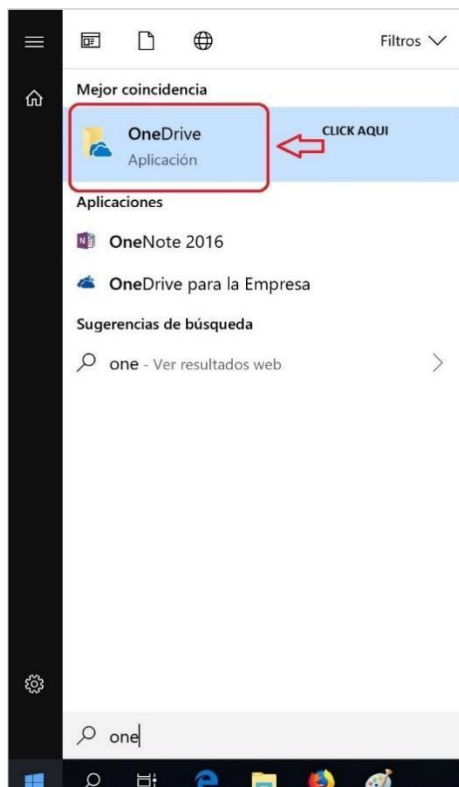 Filtros
Mejor coincidencia
OneDrive
Aplicación
CLICK AQUI
Aplicaciones
OneNote 2016
OneDrive para la Empresa
Sugerencias de búsqueda
one - Ver resultados web
one